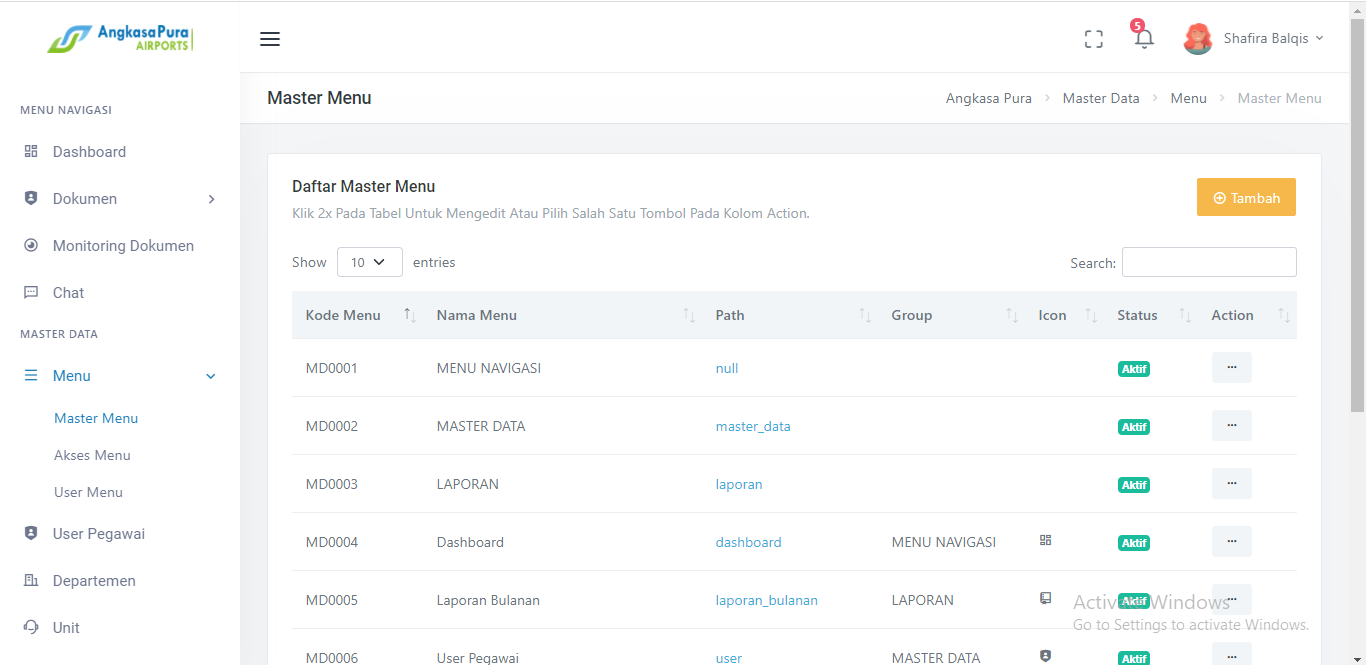 AngkasaPura
AIRPORTS
5
Shafira Balqis
MENU NAVIGASI
Dashboard
Dokumen
Monitoring Dokumen
Chat
MASTER DATA
Menu
Master Menu
Akses Menu
User Menu
User Pegawai
Departemen
Unit
Master Menu
Angkasa Pura > Master Data > Menu > Master Menu
Daftar Master Menu
Klik 2x Pada Tabel Untuk Mengedit Atau Pilih Salah Satu Tombol Pada Kolom Action.
Tambah
Show 10 entries
Search:
Kode Menu Nama Menu Path Group Icon Status Action
MD0001 MENU NAVIGASI null Aktif ...
MD0002 MASTER DATA master_data Aktif ...
MD0003 LAPORAN laporan Aktif ...
MD0004 Dashboard dashboard MENU NAVIGASI Aktif ...
MD0005 Laporan Bulanan laporan_bulanan LAPORAN Aktif ...
MD0006 User Pegawai user MASTER DATA Aktif ...
Activate Windows
Go to Settings to activate Windows.